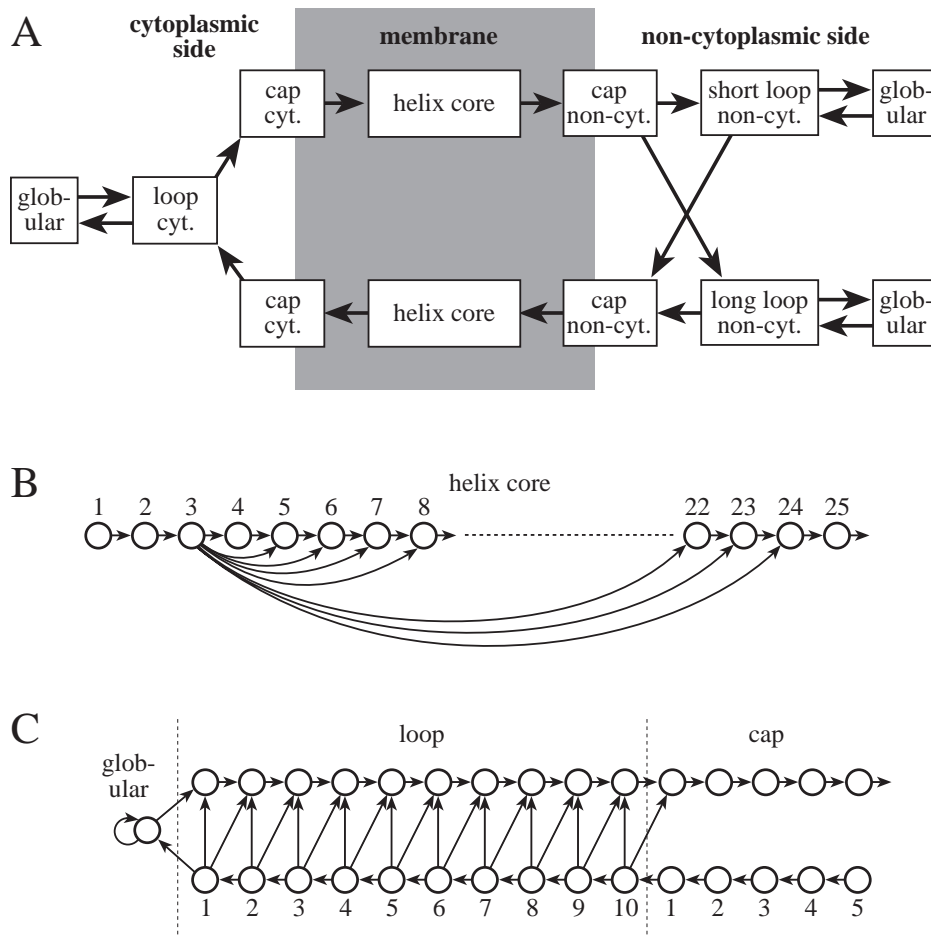 A
cytoplasmic
side
membrane
non-cytoplasmic side
cap
cyt.
helix core
cap
non-cyt.
short loop
non-cyt.
glob-
ular
glob-
ular
loop
cyt.
cap
cyt.
helix core
cap
non-cyt.
long loop
non-cyt.
glob-
ular
B
helix core
1 2 3 4 5 6 7 8 22 23 24 25
C
loop
cap
glob-
ular
1 2 3 4 5 6 7 8 9 10 1 2 3 4 5